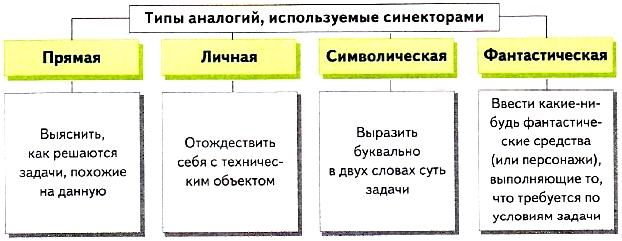 Типы аналогий, используемые синекторами
Прямая
Личная
Символическая
Фантастическая
Выяснить,
как решаются
задачи, похожие
на данную
Отождествить
себя с техничес-
ким объектом
Выразить
буквально
в двух словах суть
задачи
Ввести какие-ни-
будь фантастиче-
ские средства
(или персонажи),
выполняющие то,
что требуется по
условиям задачи